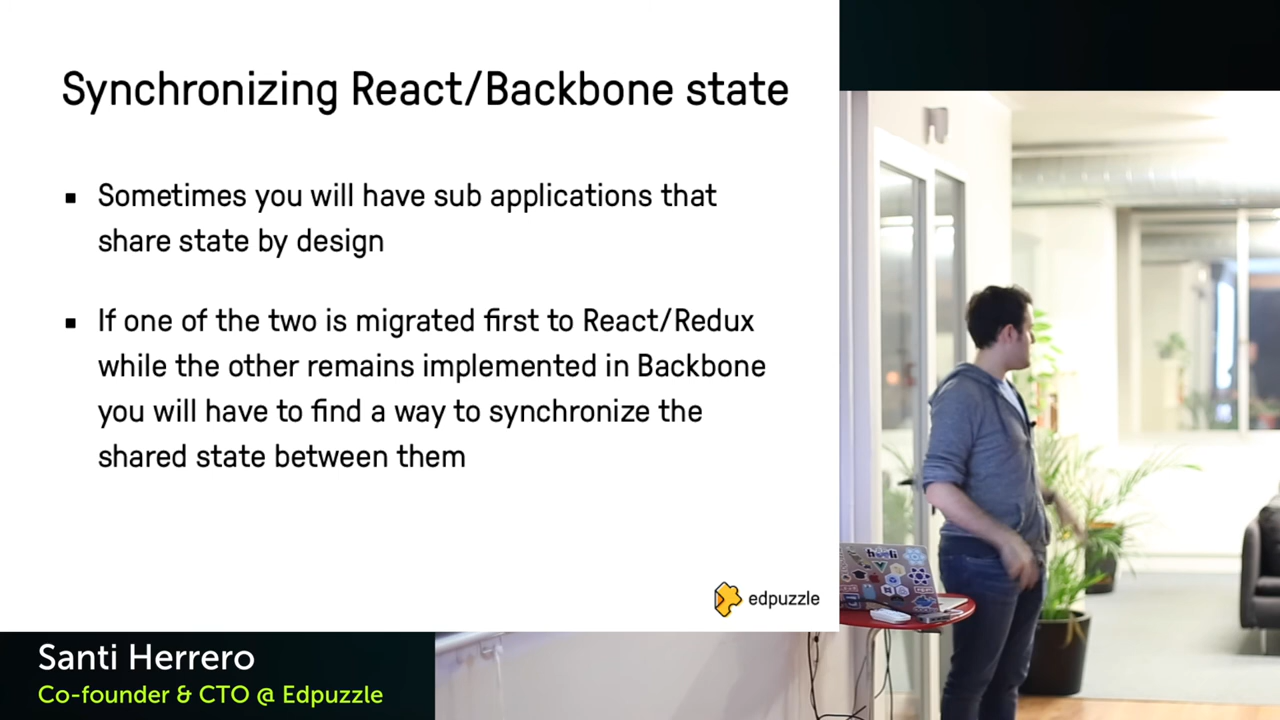 Synchronizing React/Backbone state
▪ Sometimes you will have sub applications that
share state by design
▪ If one of the two is migrated first to React/Redux
while the other remains implemented in Backbone
you will have to find a way to synchronize the
shared state between them
edpuzzle
Santi Herrero
Co-founder & CTO @ Edpuzzle